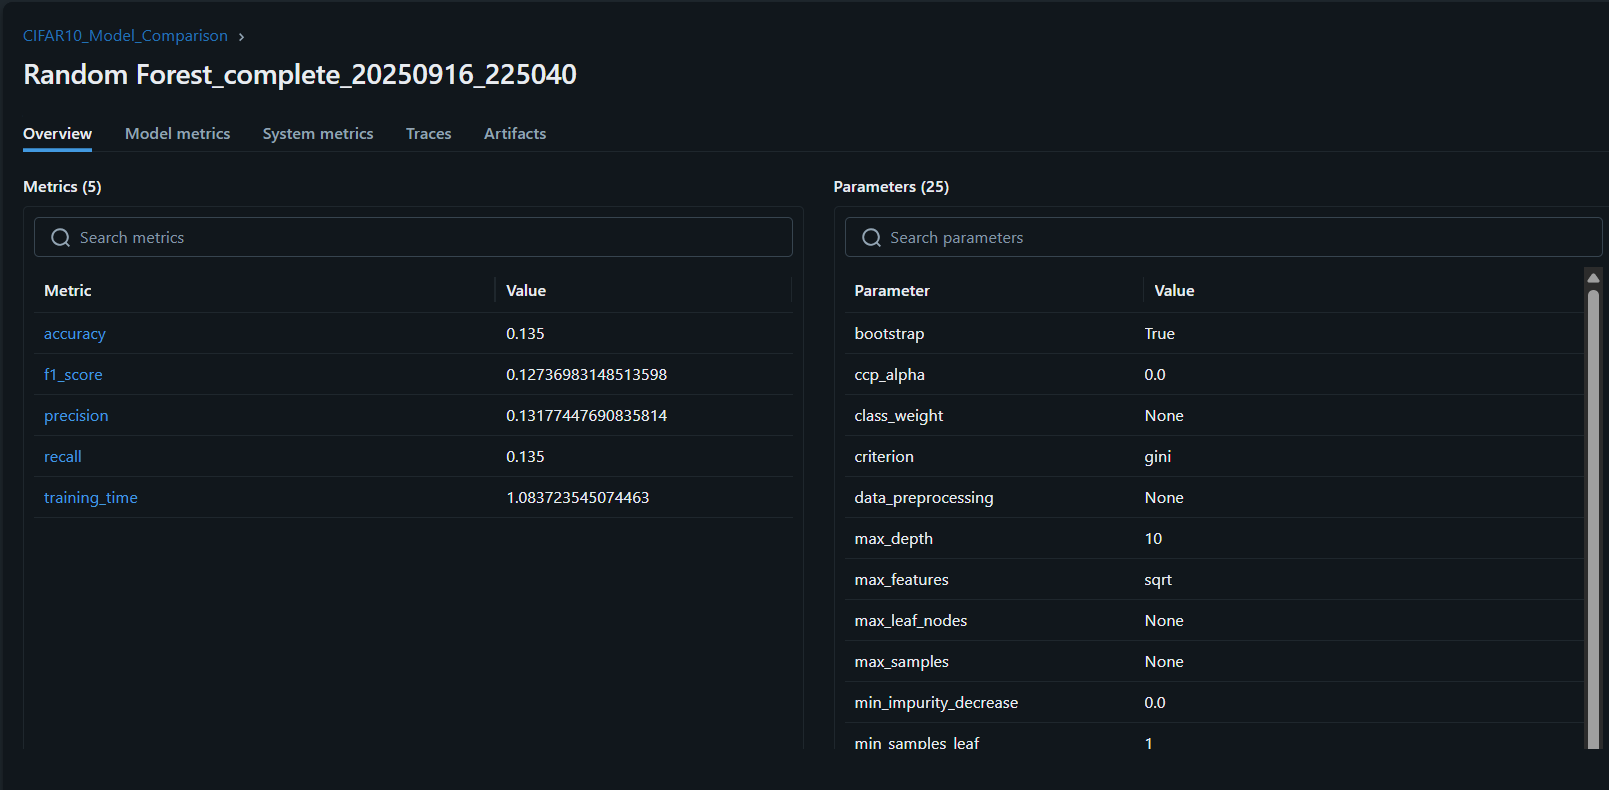 CIFAR10_Model_Comparison >
Random Forest_complete_20250916_225040
Overview Model metrics System metrics Traces Artifacts
Metrics (5)
Search metrics
Metric Value
accuracy 0.135
f1_score 0.12736983148513598
precision 0.13177447690835814
recall 0.135
training_time 1.083723545074463
Parameters (25)
Search parameters
Parameter Value
bootstrap True
ccp_alpha 0.0
class_weight None
criterion gini
data_preprocessing None
max_depth 10
max_features sqrt
max_leaf_nodes None
max_samples None
min_impurity_decrease 0.0
min_samples_leaf 1